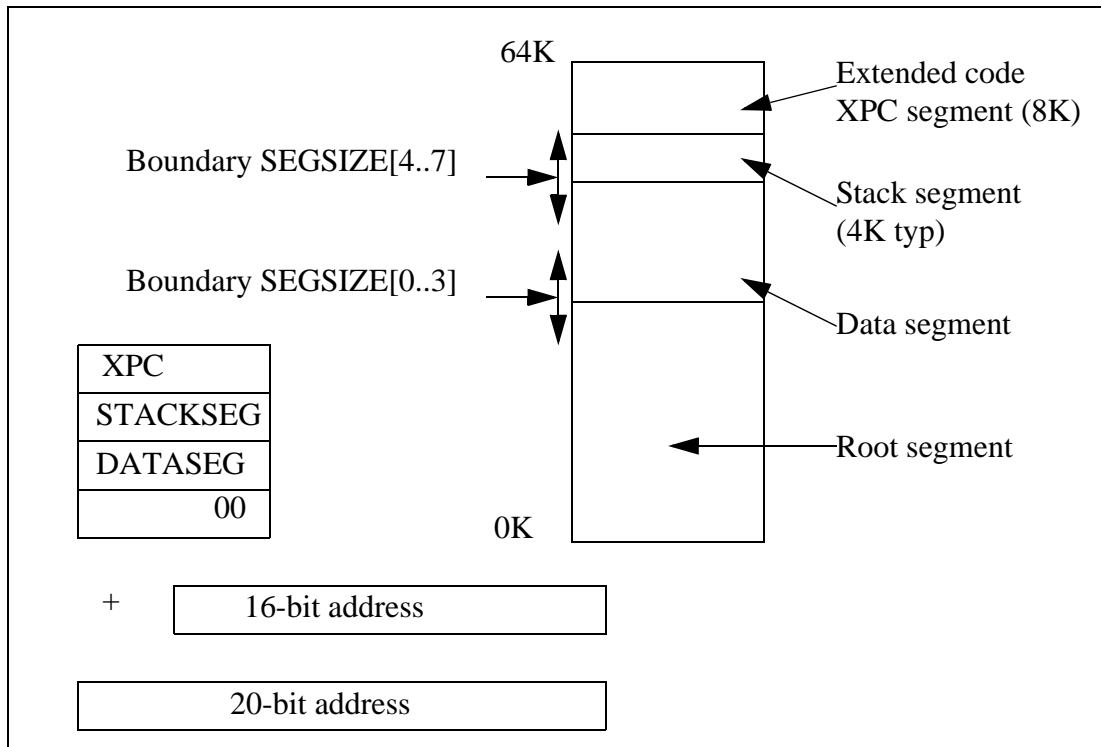 64K
Extended code
XPC segment (8K)
Boundary SEGSIZE[4..7]
Stack segment
(4K typ)
Boundary SEGSIZE[0..3]
Data segment
XPC
STACKSEG
DATASEG
00
Root segment
0K
+
16-bit address
20-bit address